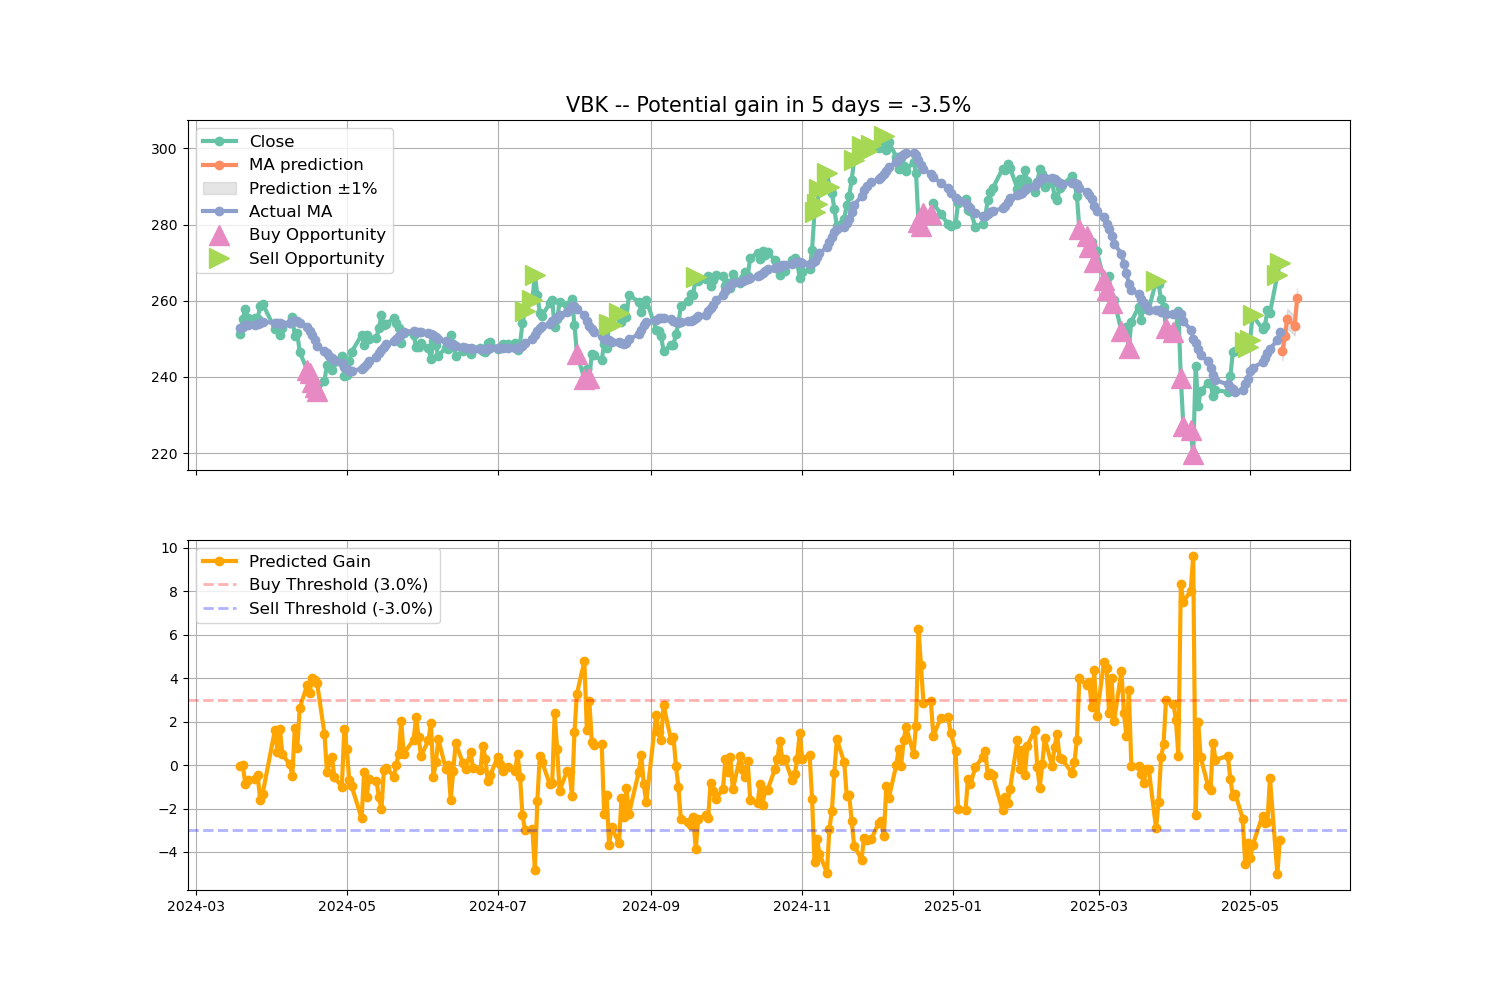 VBK -- Potential gain in 5 days = -3.5%
300
280
260
240
220
Close
MA prediction
Prediction ±1%
Actual MA
Buy Opportunity
Sell Opportunity
10
8
6
4
2
0
−2
−4
Predicted Gain
Buy Threshold (3.0%)
Sell Threshold (-3.0%)
2024-03
2024-05
2024-07
2024-09
2024-11
2025-01
2025-03
2025-05